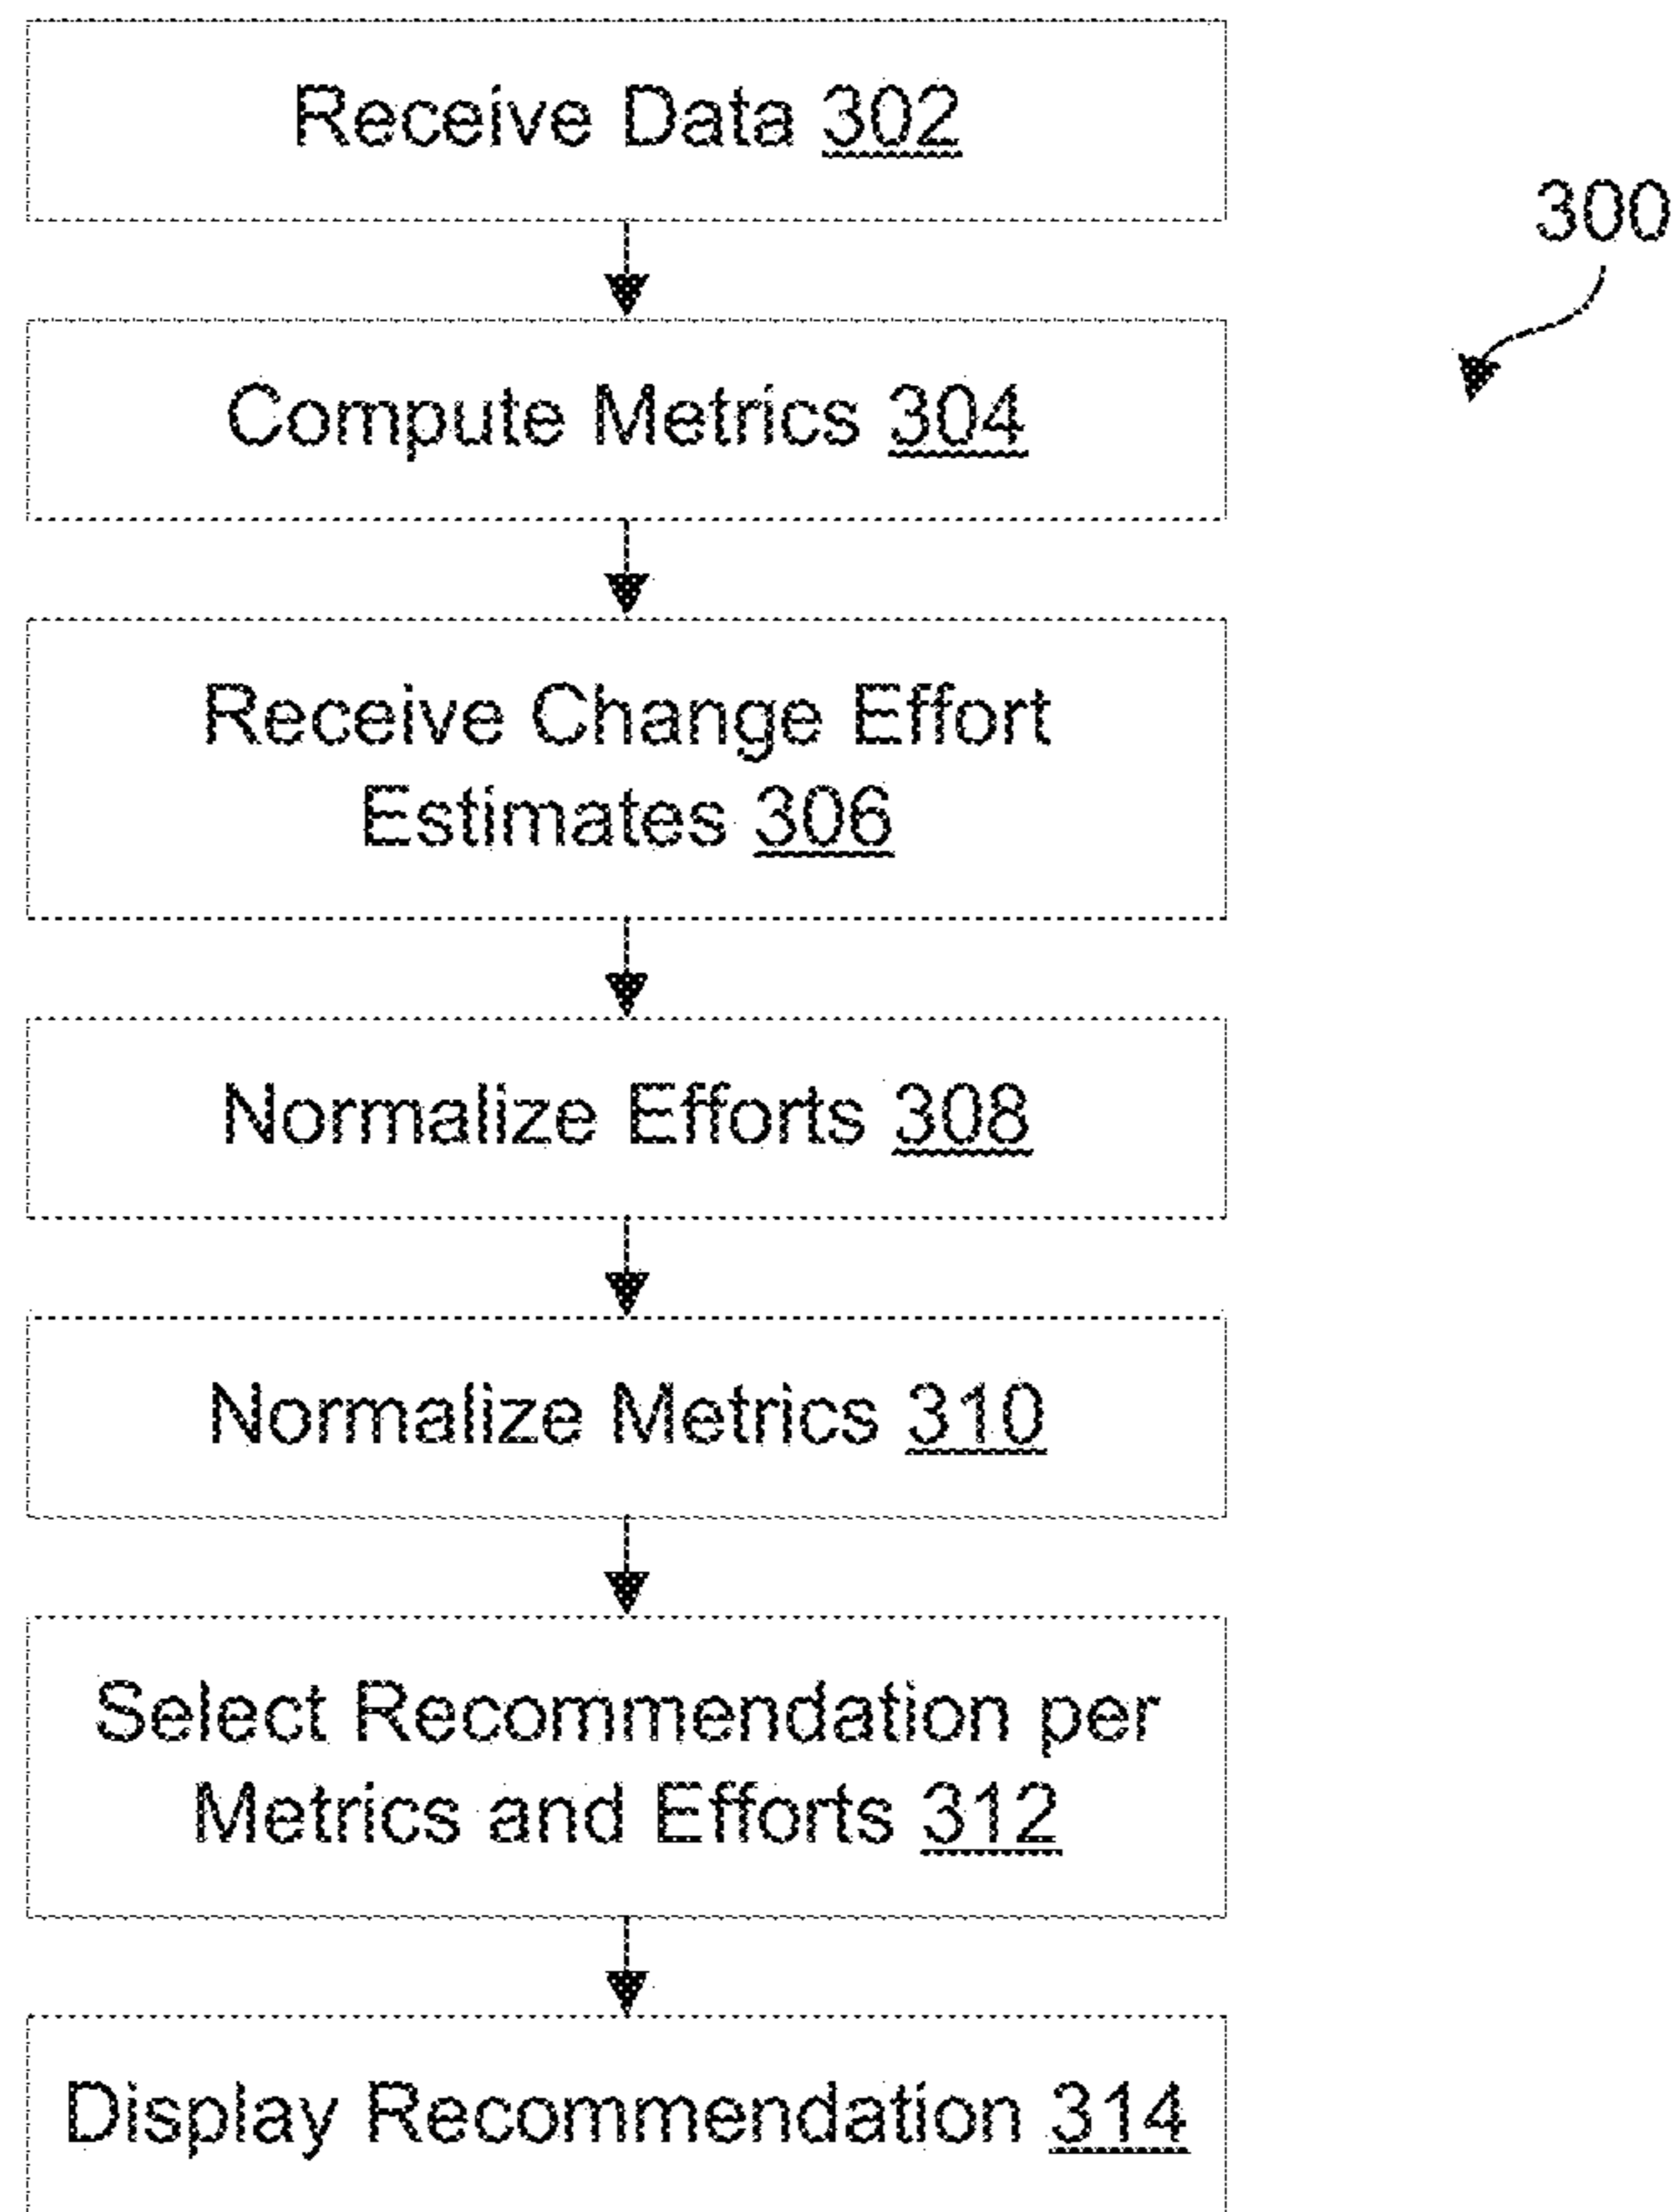 Receive Data 302
300
Compute Metrics 304
Receive Change Effort
Estimates 306
Normalize Efforts 308
Normalize Metrics 310
Select Recommendation per
Metrics and Efforts 312
Display Recommendation 314